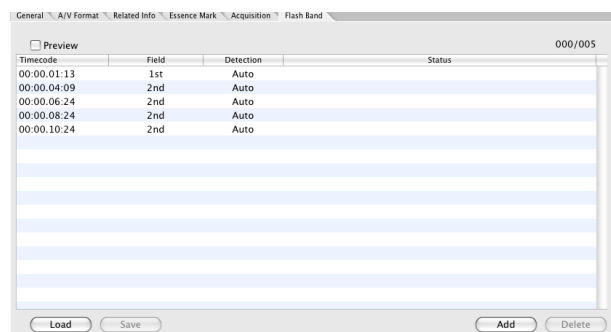 General A/V Format Related Info Essence Mark Acquisition Flash Band
Preview 000/005
Timecode Field Detection Status
00:00.01:13 1st Auto
00:00.04:09 2nd Auto
00:00.06:24 2nd Auto
00:00.08:24 2nd Auto
00:00.10:24 2nd Auto
Load Save Add Delete